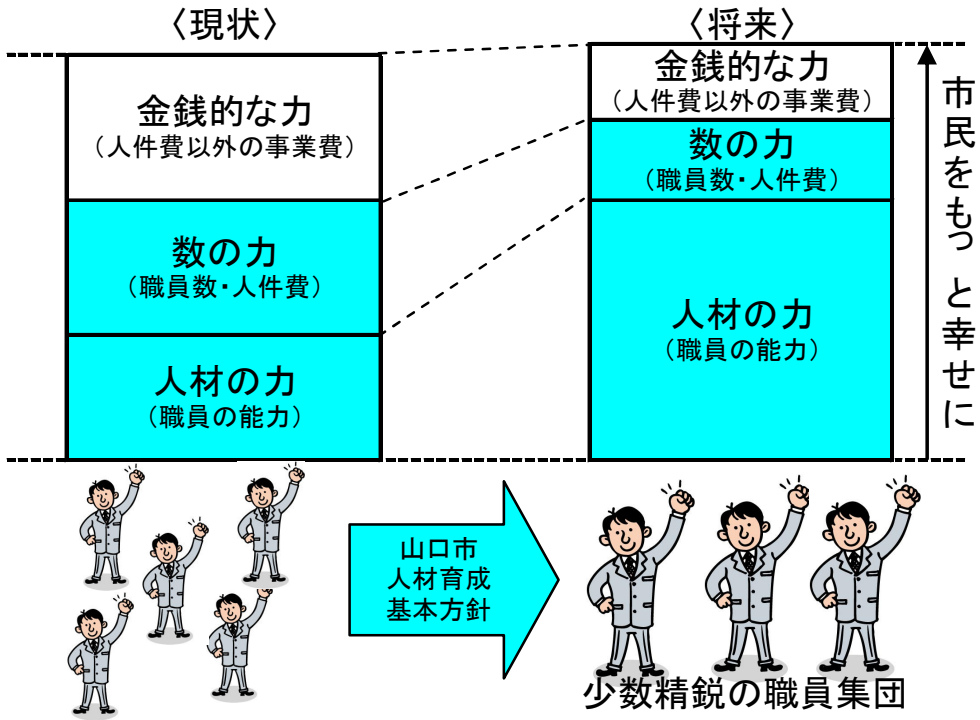 〈現状〉
〈将来〉
金銭的な力
（人件費以外の事業費）
数の力
（職員数・人件費）
人材の力
（職員の能力）
金銭的な力
（人件費以外の事業費）
数の力
（職員数・人件費）
人材の力
（職員の能力）
市民をもっと幸せに
山口市
人材育成
基本方針
少数精鋭の職員集団